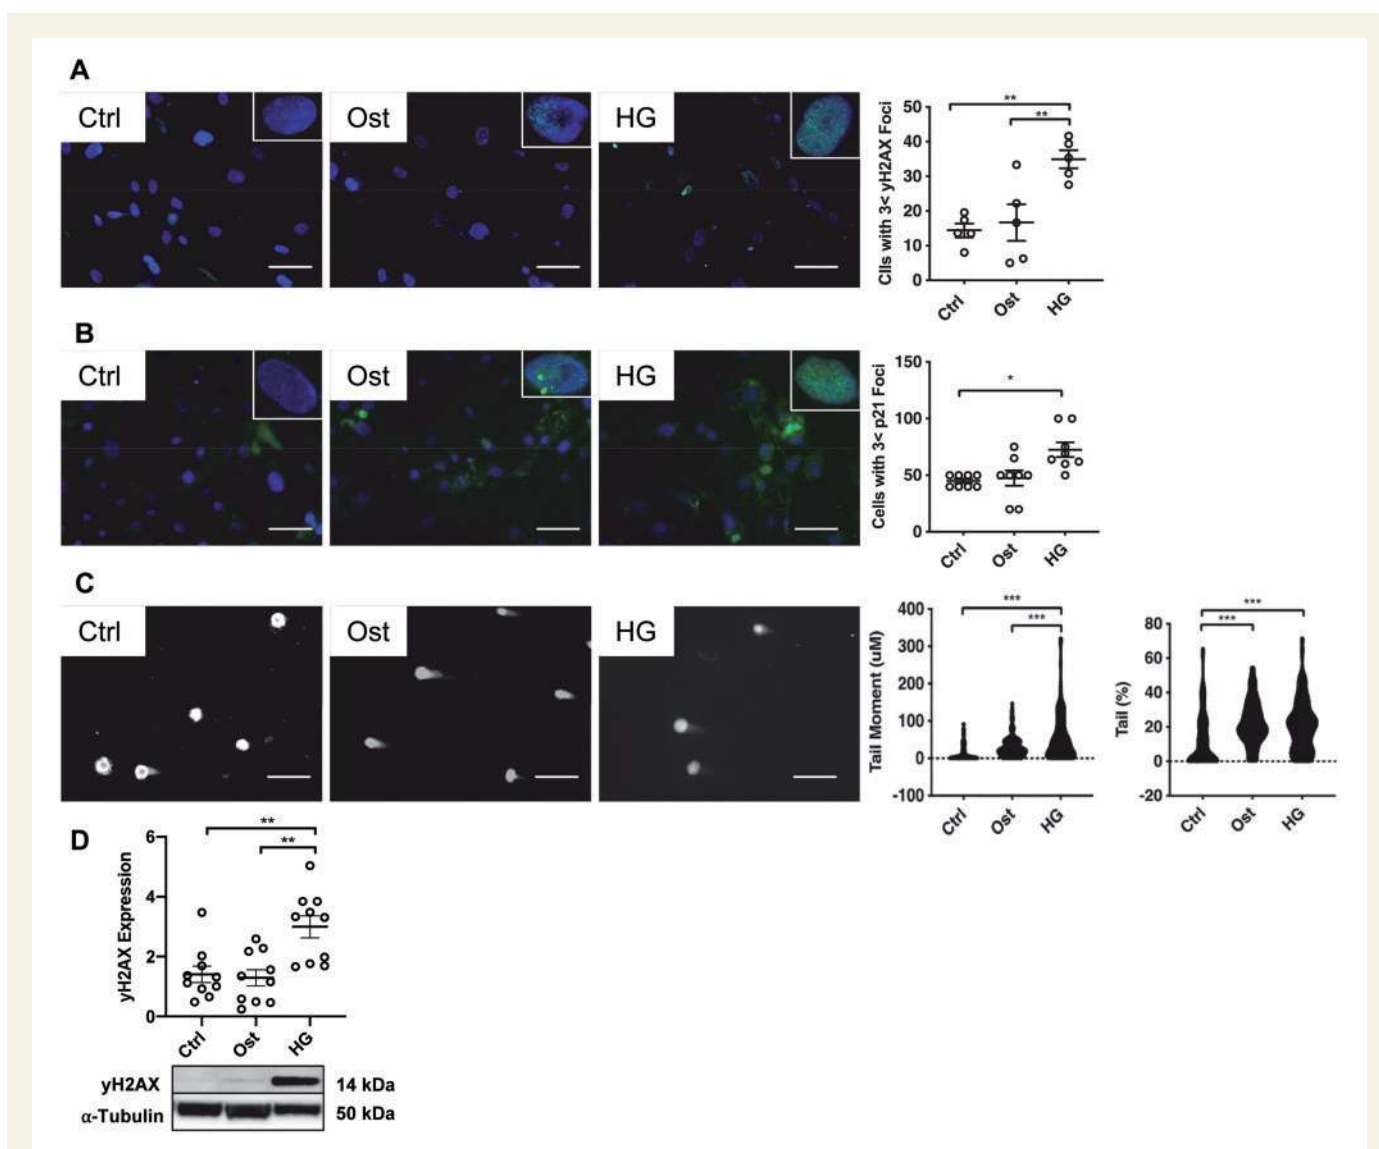 A
Ctrl
Ost
HG
Clls with 3< yH2AX Foci
50
40
30
20
10
0
**
**
Ctrl
Ost
HG
B
Ctrl
Ost
HG
Cells with 3< p21 Foci
150
100
50
0
*
Ctrl
Ost
HG
C
Ctrl
Ost
HG
Tail Moment (uM)
400
300
200
100
0
-100
***
***
Ctrl
Ost
HG
Tail (%)
80
60
40
20
0
-20
***
***
Ctrl
Ost
HG
D
yH2AX Expression
6
4
2
0
**
**
Ctrl
Ost
HG
yH2AX 14 kDa
α-Tubulin 50 kDa